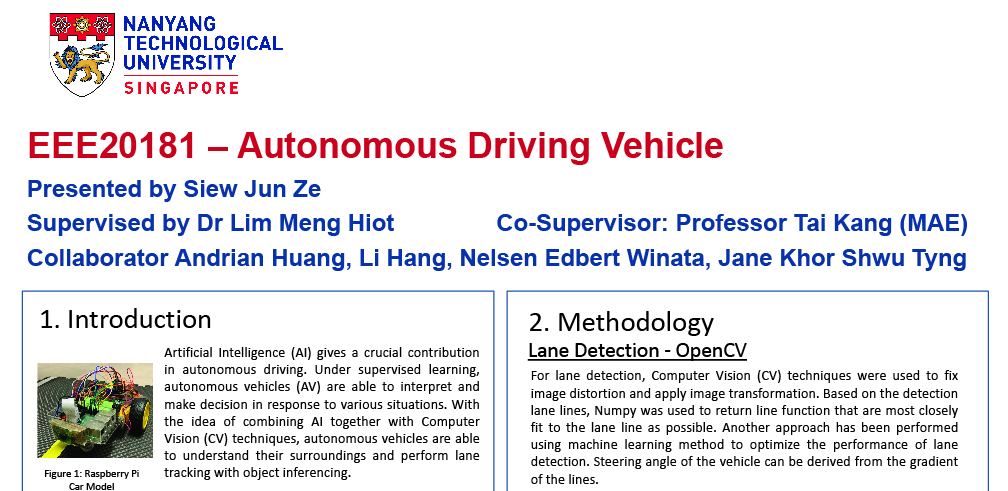 NANYANG
TECHNOLOGICAL
UNIVERSITY
SINGAPORE
EEE20181 – Autonomous Driving Vehicle
Presented by Siew Jun Ze
Supervised by Dr Lim Meng Hiot
Co-Supervisor: Professor Tai Kang (MAE)
Collaborator Andrian Huang, Li Hang, Nelsen Edbert Winata, Jane Khor Shwu Tyng
1. Introduction
Artificial Intelligence (AI) gives a crucial contribution
in autonomous driving. Under supervised learning,
autonomous vehicles (AV) are able to interpret and
make decision in response to various situations. With
the idea of combining AI together with Computer
Vision (CV) techniques, autonomous vehicles are able
to understand their surroundings and perform lane
tracking with object inferencing.
Figure 1: Raspberry Pi
Car Model
2. Methodology
Lane Detection - OpenCV
For lane detection, Computer Vision (CV) techniques were used to fix
image distortion and apply image transformation. Based on the detection
lane lines, Numpy was used to return line function that are most closely
fit to the lane line as possible. Another approach has been performed
using machine learning method to optimize the performance of lane
detection. Steering angle of the vehicle can be derived from the gradient
of the lines.